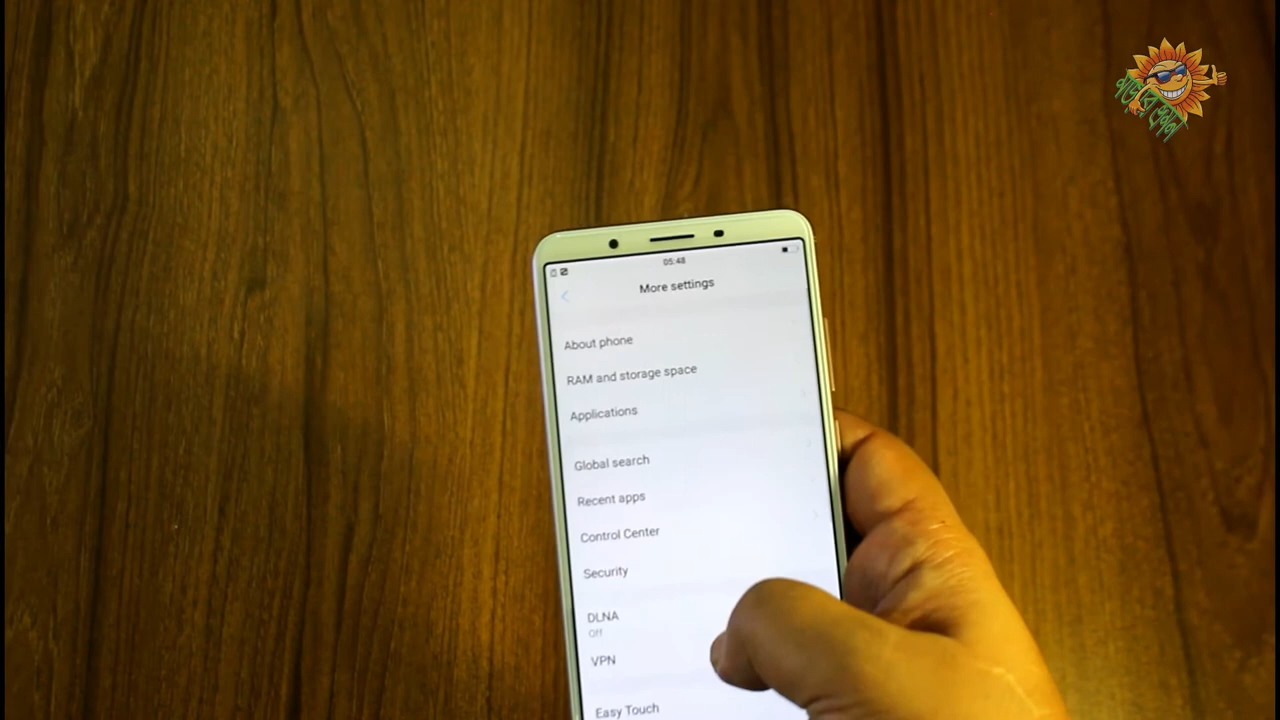 05:48
More settings
About phone
RAM and storage space
Applications
Global search
Recent apps
Control Center
Security
DLNA
Off
VPN
Easy Touch